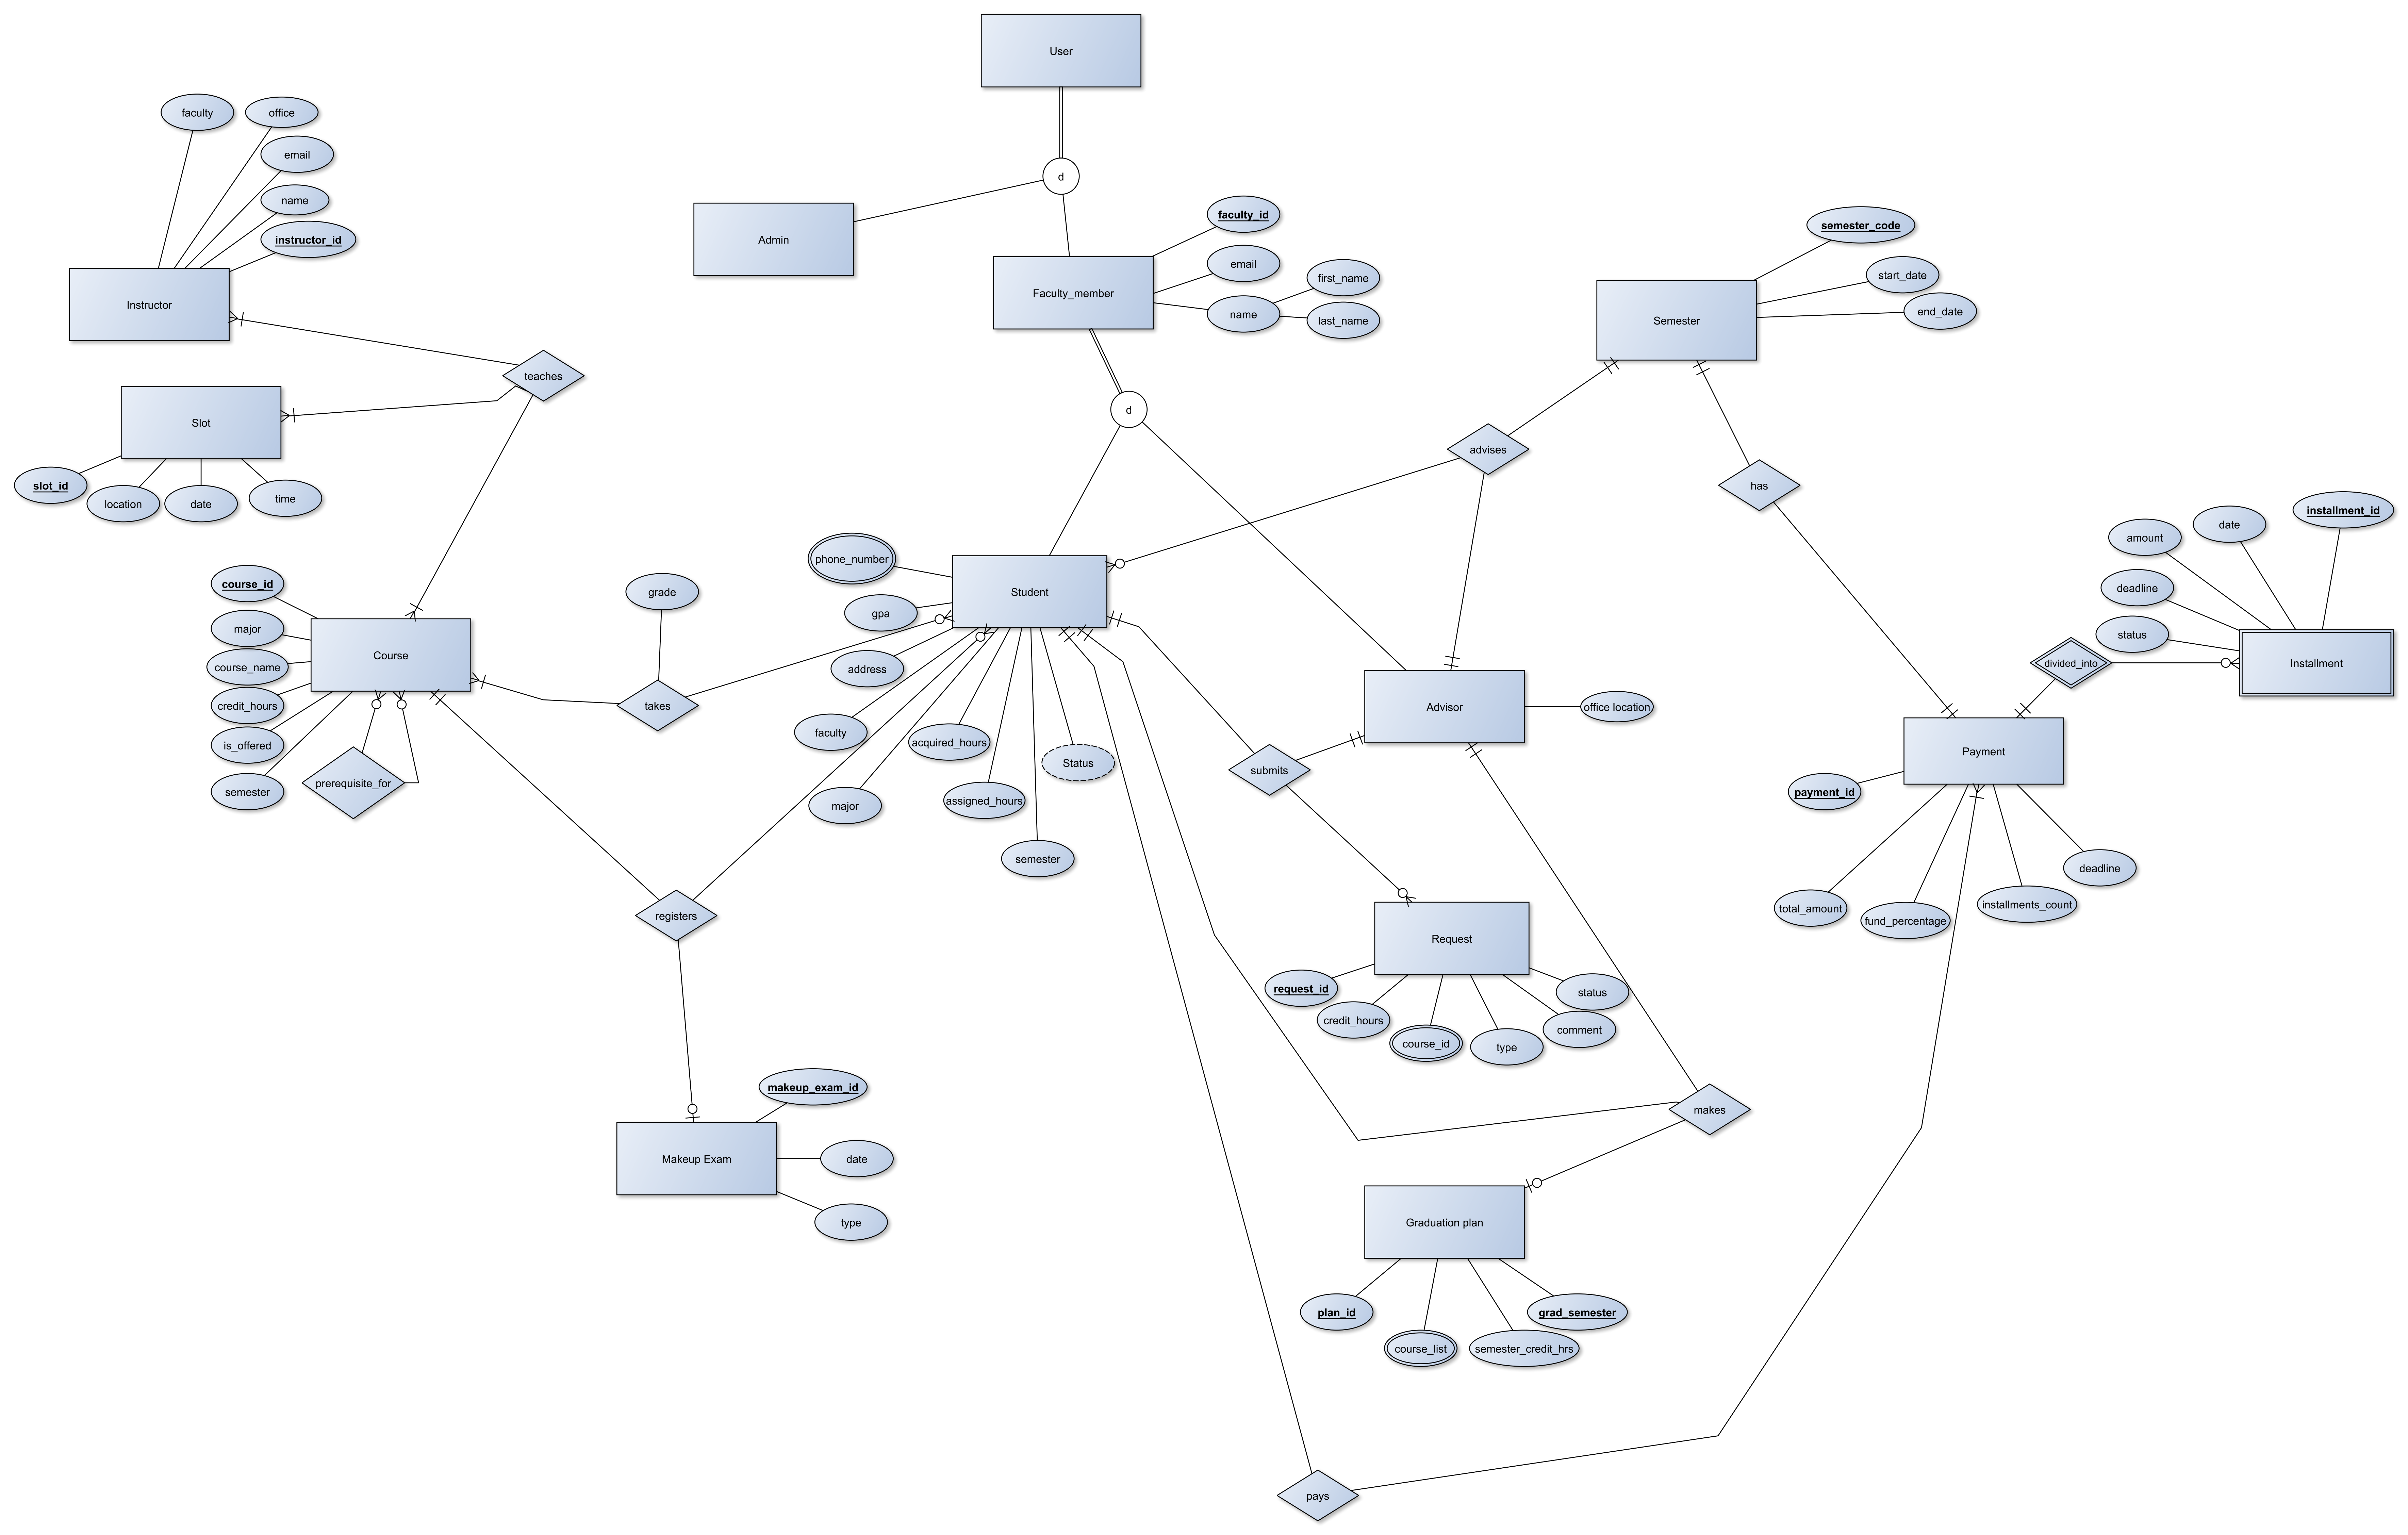 User
faculty
office
email
name
instructor_id
Instructor
d
Admin
faculty_id
email
name
first_name
last_name
Faculty_member
semester_code
start_date
end_date
Semester
teaches
Slot
slot_id
location
date
time
d
advises
has
installment_id
date
amount
deadline
status
Installment
divided_into
course_id
major
course_name
credit_hours
is_offered
semester
Course
prerequisite_for
grade
takes
phone_number
gpa
address
faculty
major
acquired_hours
assigned_hours
semester
Status
Student
Advisor
office location
submits
Payment
payment_id
total_amount
fund_percentage
installments_count
deadline
registers
Request
request_id
credit_hours
course_id
type
comment
status
makeup_exam_id
Makeup Exam
date
type
makes
Graduation plan
plan_id
course_list
semester_credit_hrs
grad_semester
pays